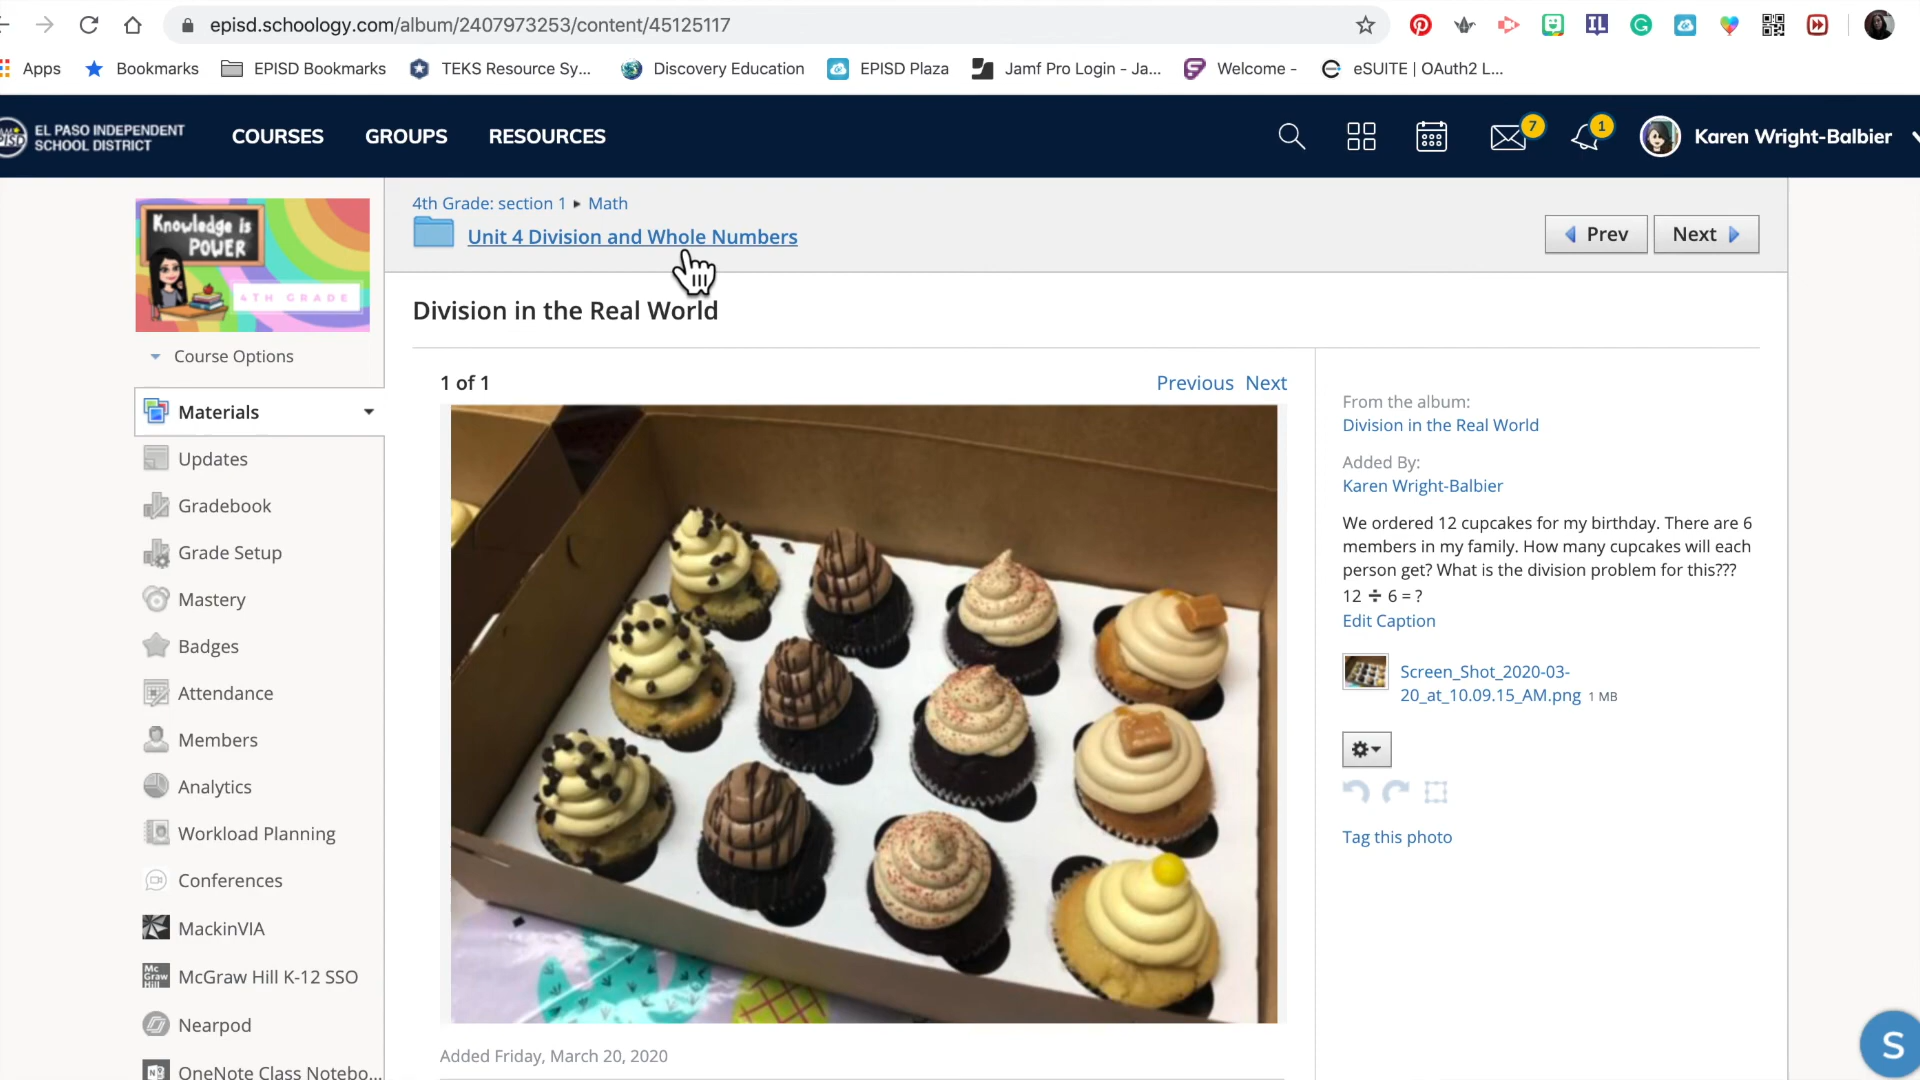 episd.schoology.com/album/2407973253/content/45125117
Apps Bookmarks EPISD Bookmarks TEKS Resource Sy... Discovery Education EPISD Plaza Jamf Pro Login - Ja... Welcome - eSUITE | OAuth2 L...
EL PASO INDEPENDENT
SCHOOL DISTRICT
COURSES GROUPS RESOURCES
7
1
Karen Wright-Balbier
Knowledge is
POWER
4TH GRADE
Course Options
Materials
Updates
Gradebook
Grade Setup
Mastery
Badges
Attendance
Members
Analytics
Workload Planning
Conferences
MackinVIA
Mc
Graw
Hill
McGraw Hill K-12 SSO
Nearpod
OneNote Class Notebo...
4th Grade: section 1 ▸ Math
Unit 4 Division and Whole Numbers
Prev Next
Division in the Real World
1 of 1
Previous Next
Added Friday, March 20, 2020
From the album:
Division in the Real World
Added By:
Karen Wright-Balbier
We ordered 12 cupcakes for my birthday. There are 6
members in my family. How many cupcakes will each
person get? What is the division problem for this???
12 ÷ 6 = ?
Edit Caption
Screen_Shot_2020-03-
20_at_10.09.15_AM.png 1 MB
Tag this photo
S